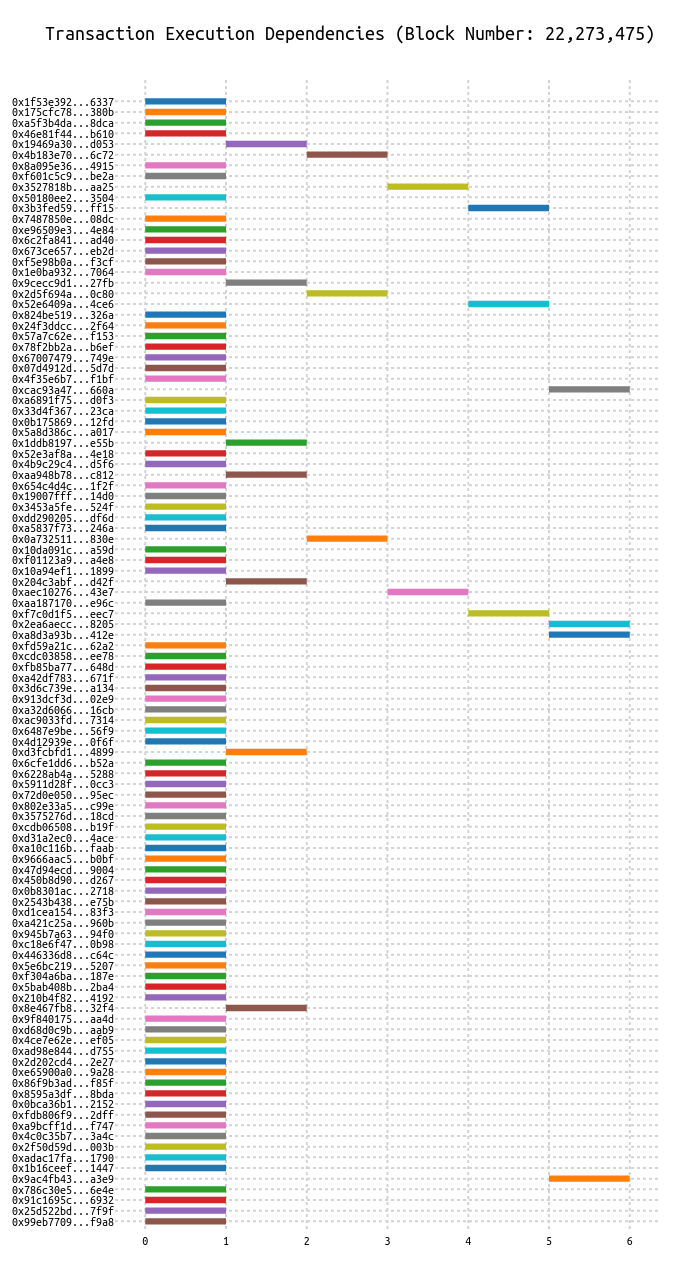 Transaction Execution Dependencies (Block Number: 22,273,475)
0x1f53e392...6337
0x175cfc78...380b
0xa5f3b4da...8dca
0x46e81f44...b610
0x19469a30...d053
0x4b183e70...6c72
0x8a095e36...4915
0xf601c5c9...be2a
0x3527818b...aa25
0x50180ee2...3504
0x3b3fed59...ff15
0x7487850e...08dc
0xe96509e3...4e84
0x6c2fa841...ad40
0x673ce657...eb2d
0xf5e98b0a...f3cf
0x1e0ba932...7064
0x9cecc9d1...27fb
0x2d5f694a...0c80
0x52e6409a...4ce6
0x824be519...326a
0x24f3ddcc...2f64
0x57a7c62e...f153
0x78f2bb2a...b6ef
0x67007479...749e
0x07d4912d...5d7d
0x4f35e6b7...f1bf
0xcac93a47...660a
0xa6891f75...d0f3
0x33d4f367...23ca
0x0b175869...12fd
0x5a8d386c...a017
0x1ddb8197...e55b
0x52e3af8a...4e18
0x4b9c29c4...d5f6
0xaa948b78...c812
0x654c4d4c...1f2f
0x19007fff...14d0
0x3453a5fe...524f
0xdd290205...df6d
0xa5837f73...246a
0x0a732511...830e
0x10da091c...a59d
0xf01123a9...a4e8
0x10a94ef1...1899
0x204c3abf...d42f
0xaec10276...43e7
0xaa187170...e96c
0xf7c0d1f5...eec7
0x2ea6aecc...8205
0xa8d3a93b...412e
0xfd59a21c...62a2
0xcdc03858...ee78
0xfb85ba77...648d
0xa42df783...671f
0x3d6c739e...a134
0x913dcf3d...02e9
0xa32d6066...16cb
0xac9033fd...7314
0x6487e9be...56f9
0x4d12939e...0f6f
0xd3fcbfd1...4899
0x6cfe1dd6...b52a
0x6228ab4a...5288
0x5911d28f...0cc3
0x72d0e050...95ec
0x802e33a5...c99e
0x3575276d...18cd
0xcdb06508...b19f
0xd31a2ec0...4ace
0xa10c116b...faab
0x9666aac5...b0bf
0x47d94ecd...9004
0x450b8d90...d267
0x0b8301ac...2718
0x2543b438...e75b
0xd1cea154...83f3
0xa421c25a...960b
0x945b7a63...94f0
0xc18e6f47...0b98
0x446336d8...c64c
0x5e6bc219...5207
0xf304a6ba...187e
0x5bab408b...2ba4
0x210b4f82...4192
0x8e467fb8...32f4
0x9f840175...aa4d
0xd68d0c9b...aab9
0x4ce7e62e...ef05
0xad98e844...d755
0x2d202cd4...2e27
0xe65900a0...9a28
0x86f9b3ad...f85f
0x8595a3df...8bda
0x0bca36b1...2152
0xfdb806f9...2dff
0xa9bcff1d...f747
0x4c0c35b7...3a4c
0x2f50d59d...003b
0xadac17fa...1790
0x1b16ceef...1447
0x9ac4fb43...a3e9
0x786c30e5...6e4e
0x91c1695c...6932
0x25d522bd...7f9f
0x99eb7709...f9a8
0 1 2 3 4 5 6